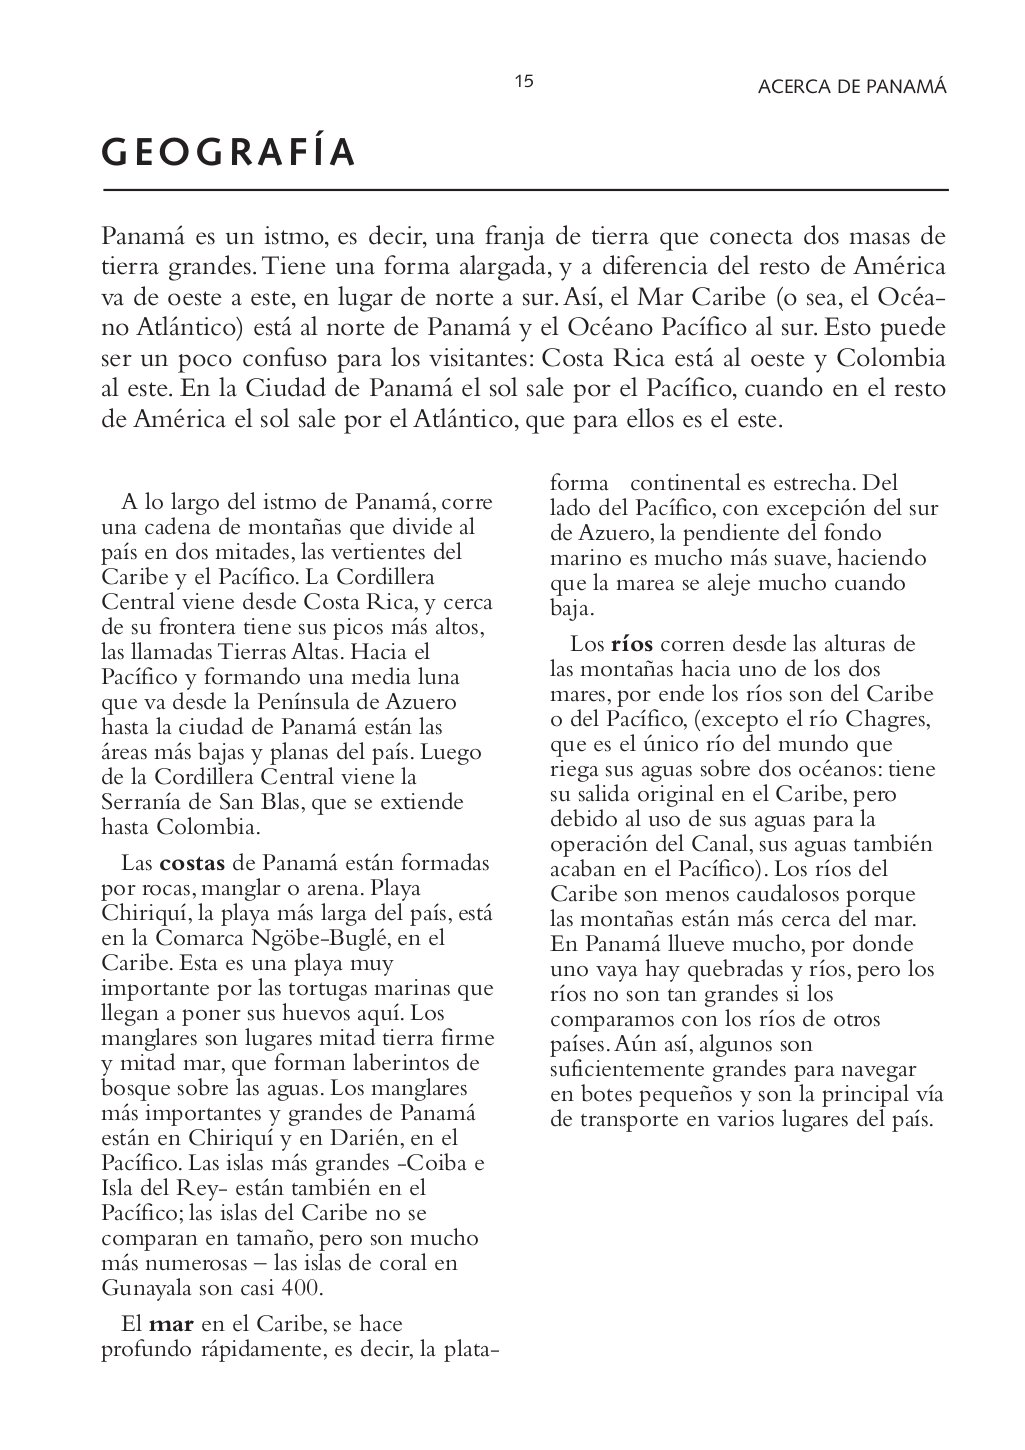 15
ACERCA DE PANAMÁ
GEOGRAFÍA
Panamá es un istmo, es decir, una franja de tierra que conecta dos masas de
tierra grandes. Tiene una forma alargada, y a diferencia del resto de América
va de oeste a este, en lugar de norte a sur. Así, el Mar Caribe (o sea, el Océa-
no Atlántico) está al norte de Panamá y el Océano Pacífico al sur. Esto puede
ser un poco confuso para los visitantes: Costa Rica está al oeste y Colombia
al este. En la Ciudad de Panamá el sol sale por el Pacífico, cuando en el resto
de América el sol sale por el Atlántico, que para ellos es el este.
A lo largo del istmo de Panamá, corre
una cadena de montañas que divide al
país en dos mitades, las vertientes del
Caribe y el Pacífico. La Cordillera
Central viene desde Costa Rica, y cerca
de su frontera tiene sus picos más altos,
las llamadas Tierras Altas. Hacia el
Pacífico y formando una media luna
que va desde la Península de Azuero
hasta la ciudad de Panamá están las
áreas más bajas y planas del país. Luego
de la Cordillera Central viene la
Serranía de San Blas, que se extiende
hasta Colombia.
Las costas de Panamá están formadas
por rocas, manglar o arena. Playa
Chiriquí, la playa más larga del país, está
en la Comarca Ngöbe-Buglé, en el
Caribe. Esta es una playa muy
importante por las tortugas marinas que
llegan a poner sus huevos aquí. Los
manglares son lugares mitad tierra firme
y mitad mar, que forman laberintos de
bosque sobre las aguas. Los manglares
más importantes y grandes de Panamá
están en Chiriquí y en Darién, en el
Pacífico. Las islas más grandes -Coiba e
Isla del Rey- están también en el
Pacífico; las islas del Caribe no se
comparan en tamaño, pero son mucho
más numerosas – las islas de coral en
Gunayala son casi 400.
El mar en el Caribe, se hace
profundo rápidamente, es decir, la plata-
forma continental es estrecha. Del
lado del Pacífico, con excepción del sur
de Azuero, la pendiente del fondo
marino es mucho más suave, haciendo
que la marea se aleje mucho cuando
baja.
Los ríos corren desde las alturas de
las montañas hacia uno de los dos
mares, por ende los ríos son del Caribe
o del Pacífico, (excepto el río Chagres,
que es el único río del mundo que
riega sus aguas sobre dos océanos: tiene
su salida original en el Caribe, pero
debido al uso de sus aguas para la
operación del Canal, sus aguas también
acaban en el Pacífico). Los ríos del
Caribe son menos caudalosos porque
las montañas están más cerca del mar.
En Panamá llueve mucho, por donde
uno vaya hay quebradas y ríos, pero los
ríos no son tan grandes si los
comparamos con los ríos de otros
países. Aún así, algunos son
suficientemente grandes para navegar
en botes pequeños y son la principal vía
de transporte en varios lugares del país.